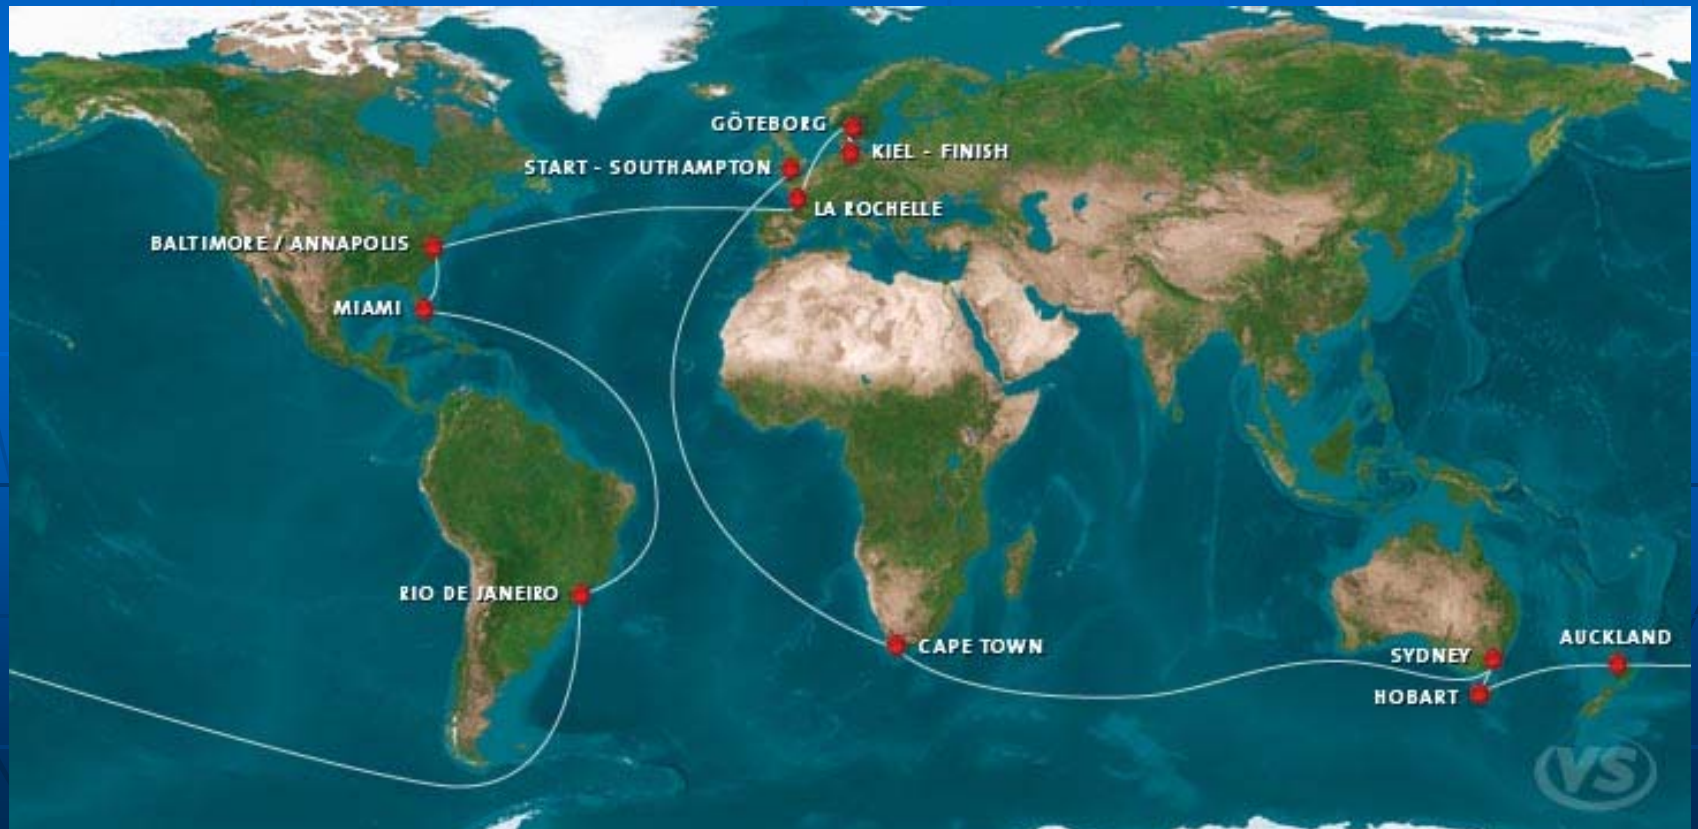 GÖTEBORG
KIEL - FINISH
START - SOUTHAMPTON
LA ROCHELLE
BALTIMORE / ANNAPOLIS
MIAMI
RIO DE JANEIRO
CAPE TOWN
AUCKLAND
SYDNEY
HOBART
VS